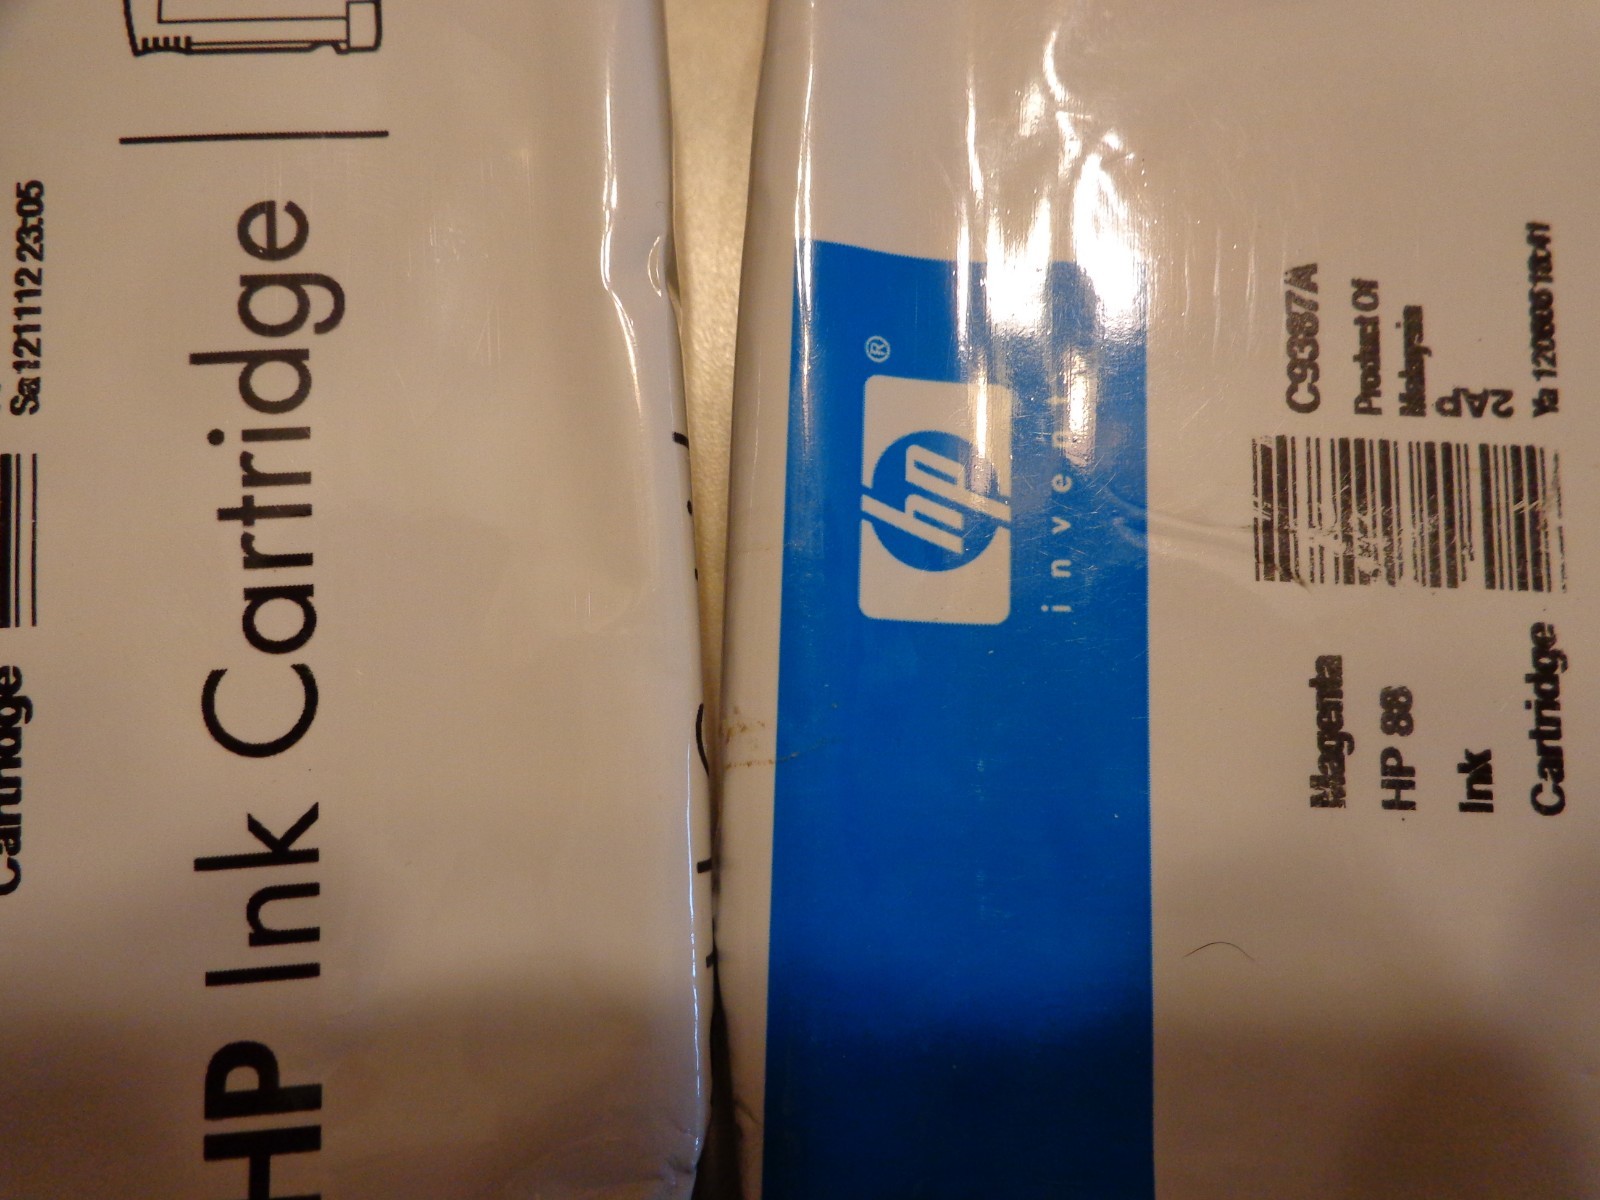 Cartridge
Sa 121112 23:05
HP Ink Cartridge
hp
®
invent
Magenta
HP 88
Ink
Cartridge
C9387A
Product Of
Malaysia
2Ap